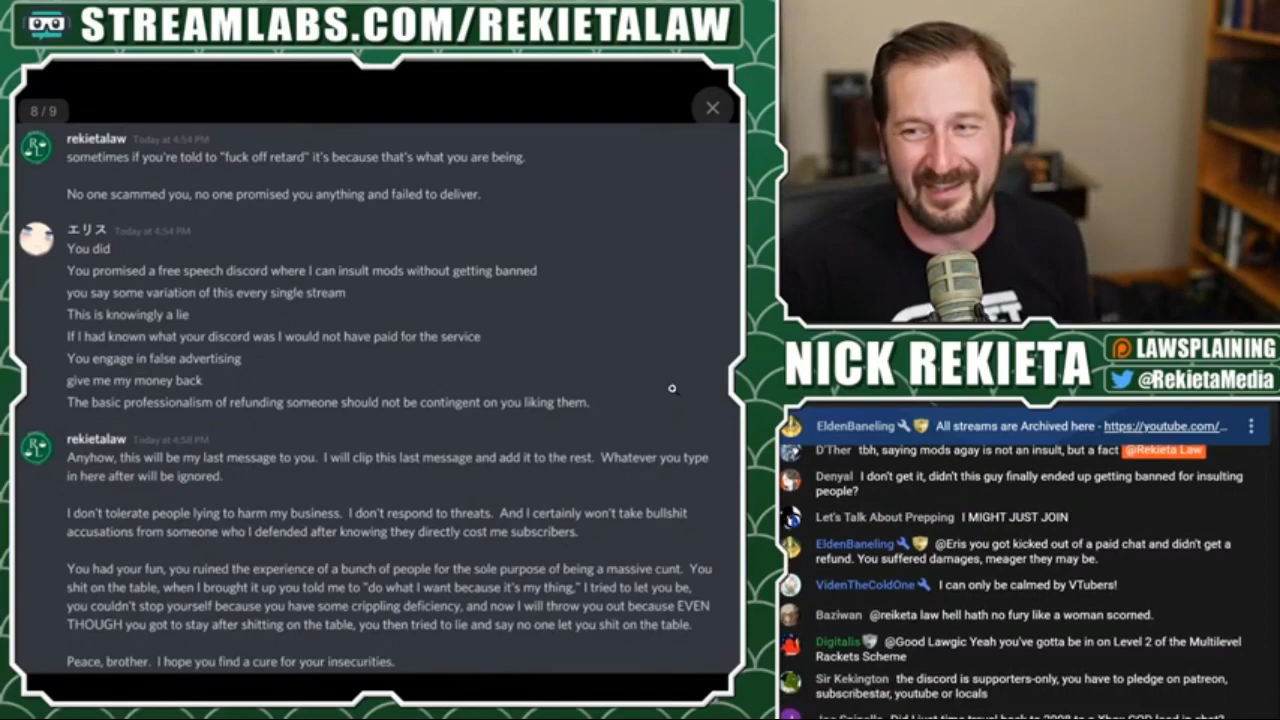 STREAMLABS.COM/REKIETALAW
8 / 9
rekietalaw Today at 4:54 PM
sometimes if you're told to "fuck off retard" it's because that's what you are being.
No one scammed you, no one promised you anything and failed to deliver.
エリス Today at 4:54 PM
You did
You promised a free speech discord where I can insult mods without getting banned
you say some variation of this every single stream
This is knowingly a lie
If I had known what your discord was I would not have paid for the service
You engage in false advertising
give me my money back
The basic professionalism of refunding someone should not be contingent on you liking them.
rekietalaw Today at 4:58 PM
Anyhow, this will be my last message to you. I will clip this last message and add it to the rest. Whatever you type
in here after will be ignored.
I don't tolerate people lying to harm my business. I don't respond to threats. And I certainly won't take bullshit
accusations from someone who I defended after knowing they directly cost me subscribers.
You had your fun, you ruined the experience of a bunch of people for the sole purpose of being a massive cunt. You
shit on the table, when I brought it up you told me to "do what I want because it's my thing," I tried to let you be,
you couldn't stop yourself because you have some crippling deficiency, and now I will throw you out because EVEN
THOUGH you got to stay after shitting on the table, you then tried to lie and say no one let you shit on the table.
Peace, brother. I hope you find a cure for your insecurities.
NICK REKIETA
LAWSPLAINING
@RekietaMedia
EldenBaneling All streams are Archived here - https://youtube.com/...
D'Ther tbh, saying mods agay is not an insult, but a fact @Rekieta Law
Denyal I don't get it, didn't this guy finally ended up getting banned for insulting
people?
Let's Talk About Prepping I MIGHT JUST JOIN
EldenBaneling @Eris you got kicked out of a paid chat and didn't get a
refund. You suffered damages, meager they may be.
VidenTheColdOne I can only be calmed by VTubers!
Baziwan @reiketa law hell hath no fury like a woman scorned.
Digitalis @Good Lawgic Yeah you've gotta be in on Level 2 of the Multilevel
Rackets Scheme
Sir Kekington the discord is supporters-only, you have to pledge on patreon,
subscribestar, youtube or locals